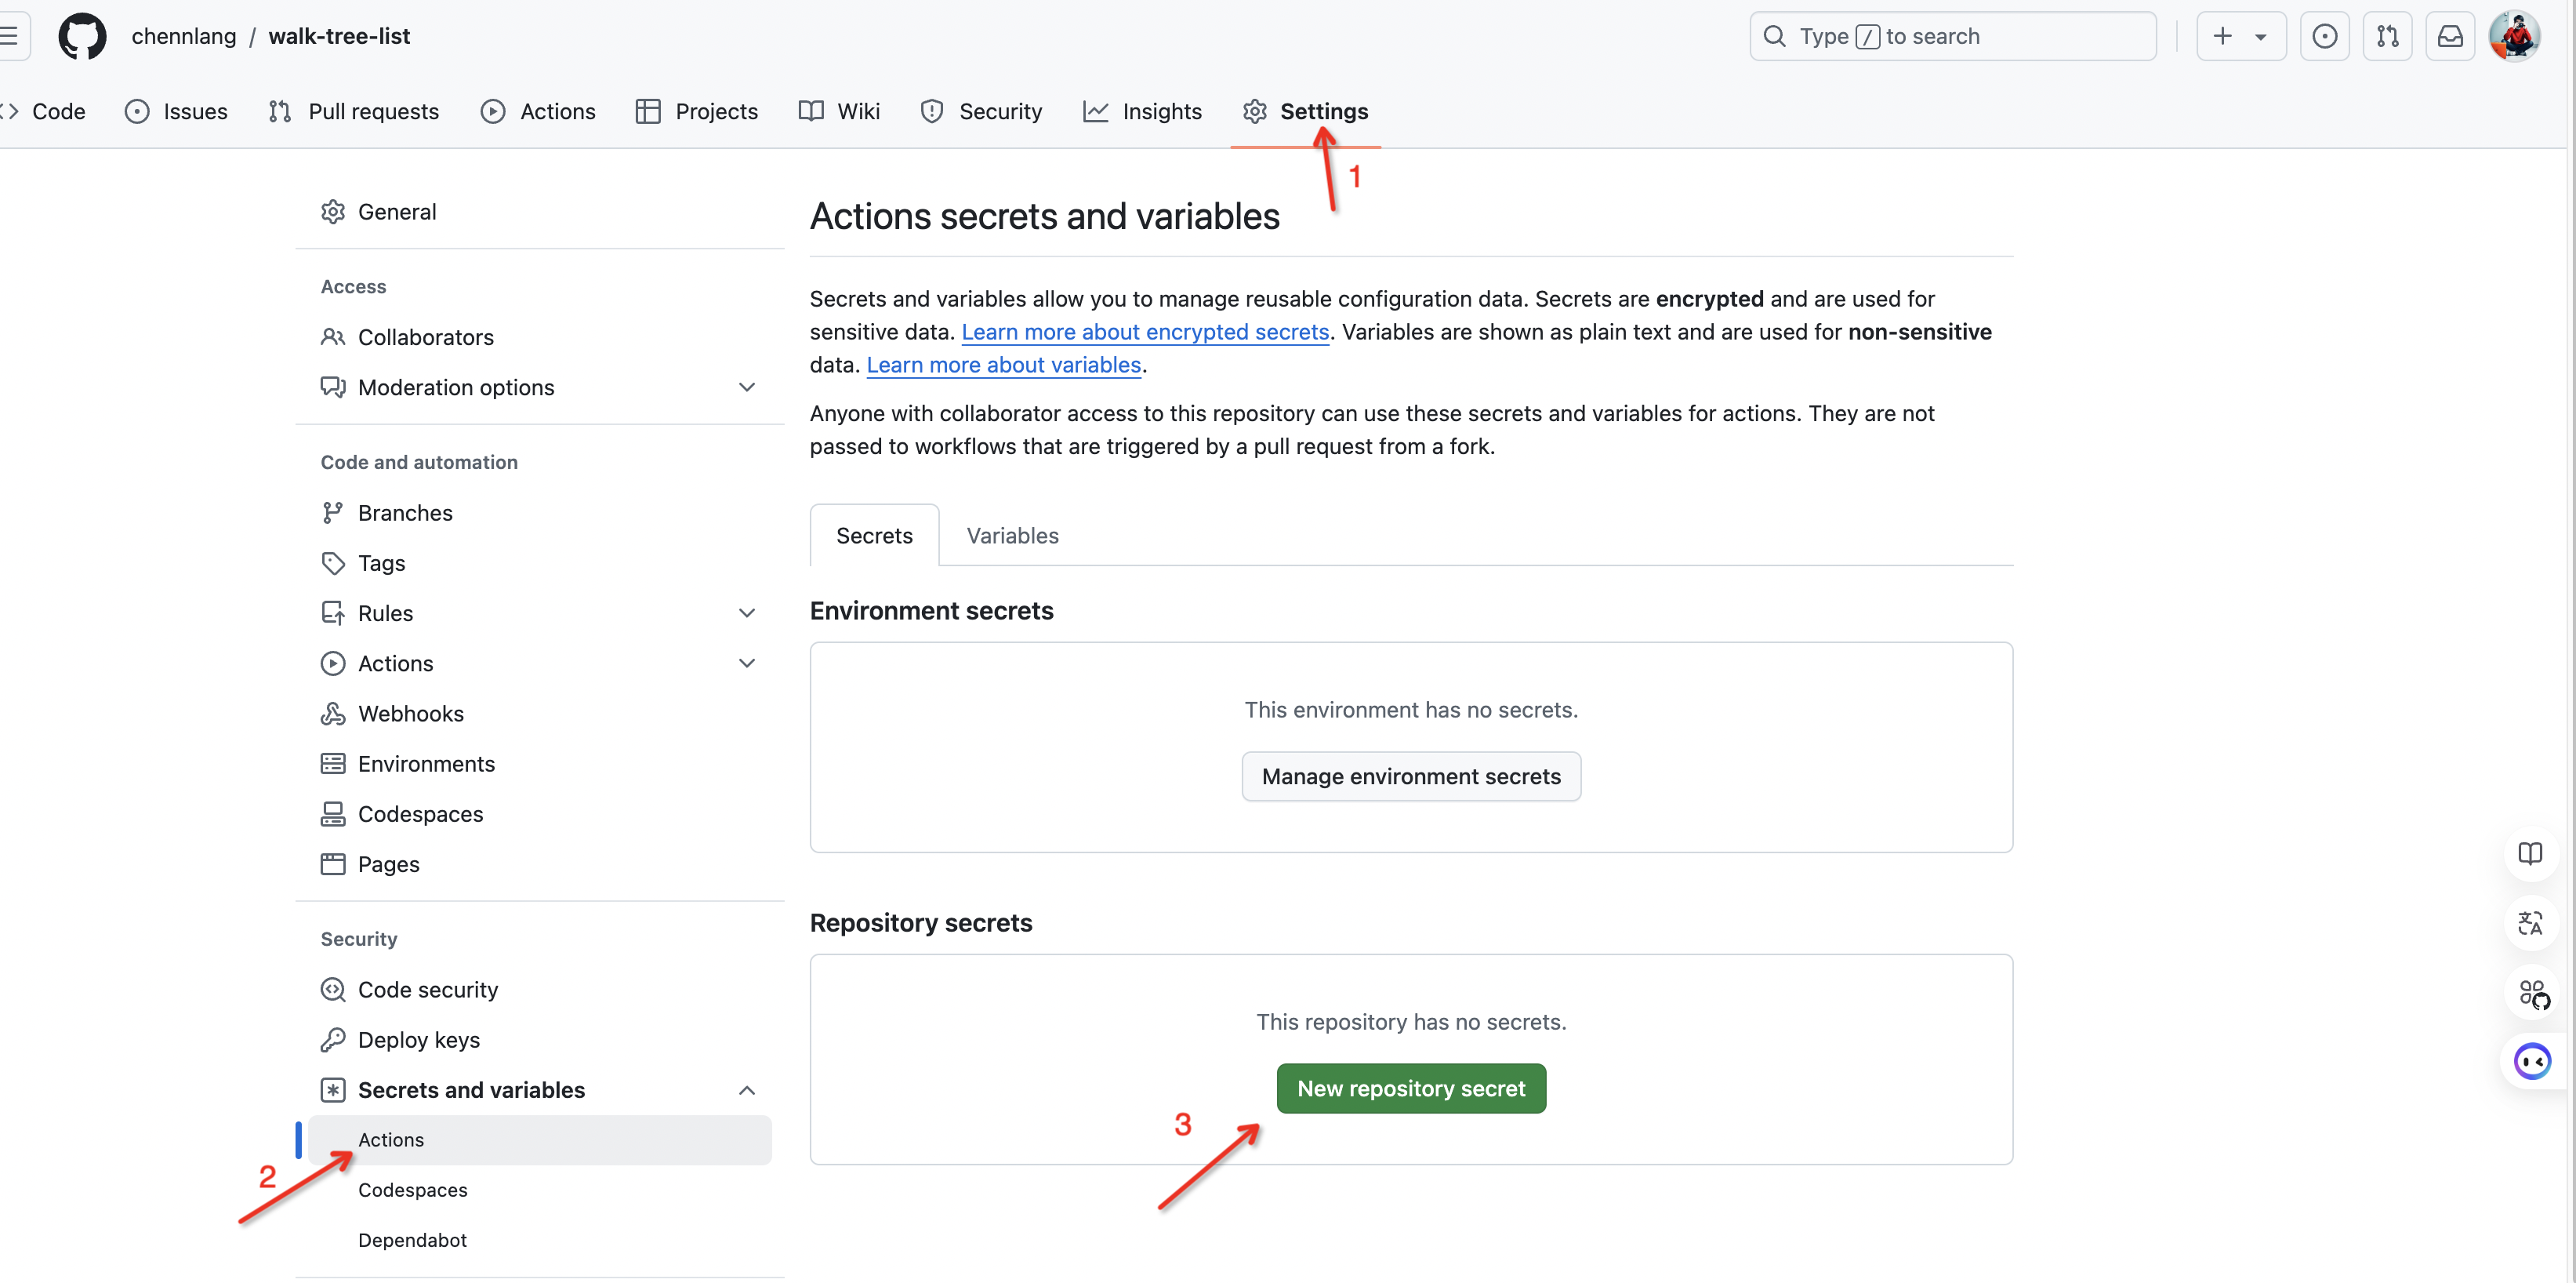 chennlang / walk-tree-list
Type / to search
Code Issues Pull requests Actions Projects Wiki Security Insights Settings
1
General
Access
Collaborators
Moderation options
Code and automation
Branches
Tags
Rules
Actions
Webhooks
Environments
Codespaces
Pages
Security
Code security
Deploy keys
Secrets and variables
Actions
2
Codespaces
Dependabot
Actions secrets and variables
Secrets and variables allow you to manage reusable configuration data. Secrets are encrypted and are used for
sensitive data. Learn more about encrypted secrets. Variables are shown as plain text and are used for non-sensitive
data. Learn more about variables.
Anyone with collaborator access to this repository can use these secrets and variables for actions. They are not
passed to workflows that are triggered by a pull request from a fork.
Secrets Variables
Environment secrets
This environment has no secrets.
Manage environment secrets
Repository secrets
This repository has no secrets.
New repository secret
3